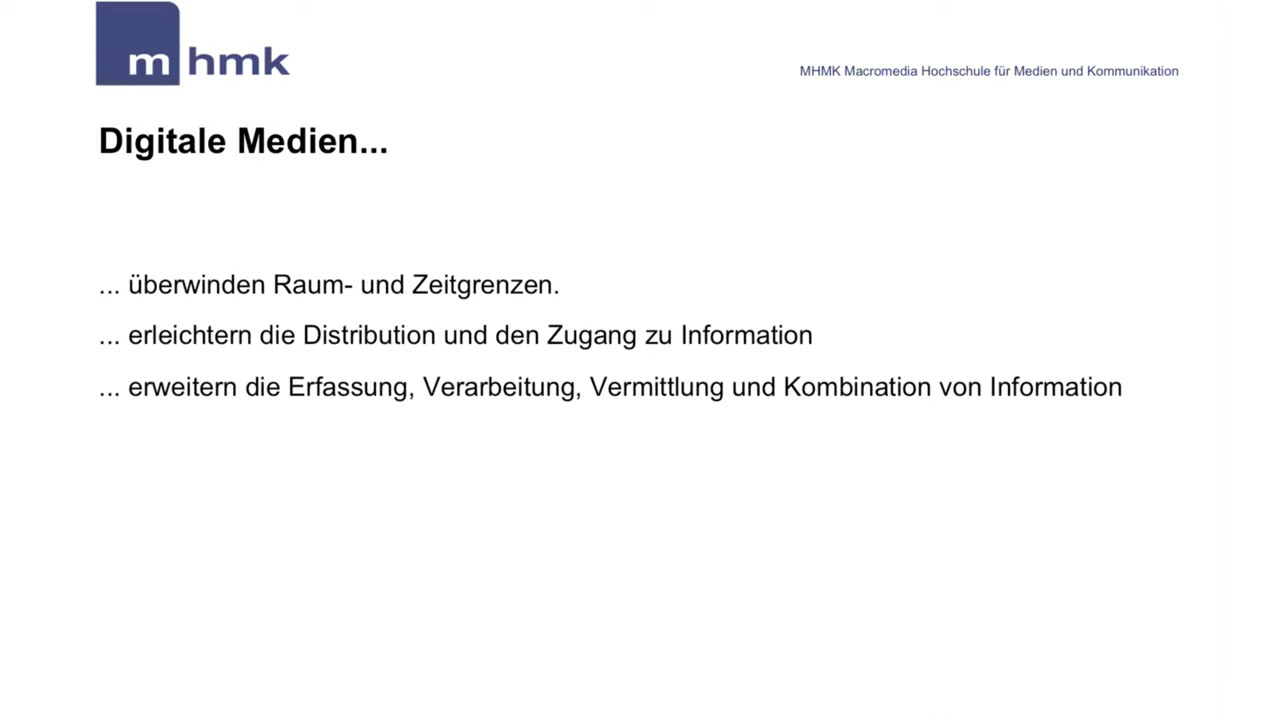 mhmk
MHMK Macromedia Hochschule für Medien und Kommunikation
Digitale Medien...
... überwinden Raum- und Zeitgrenzen.
... erleichtern die Distribution und den Zugang zu Information
... erweitern die Erfassung, Verarbeitung, Vermittlung und Kombination von Information